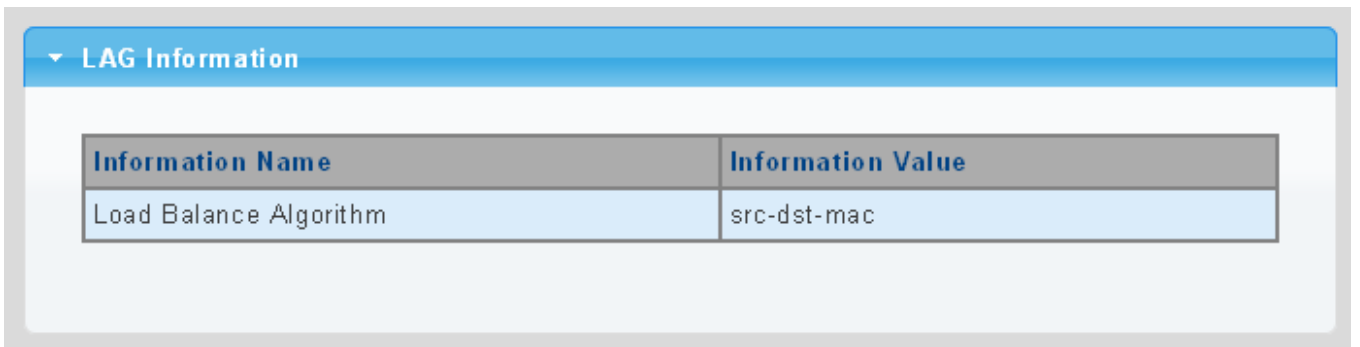 LAG Information
Information Name Information Value
Load Balance Algorithm src-dst-mac